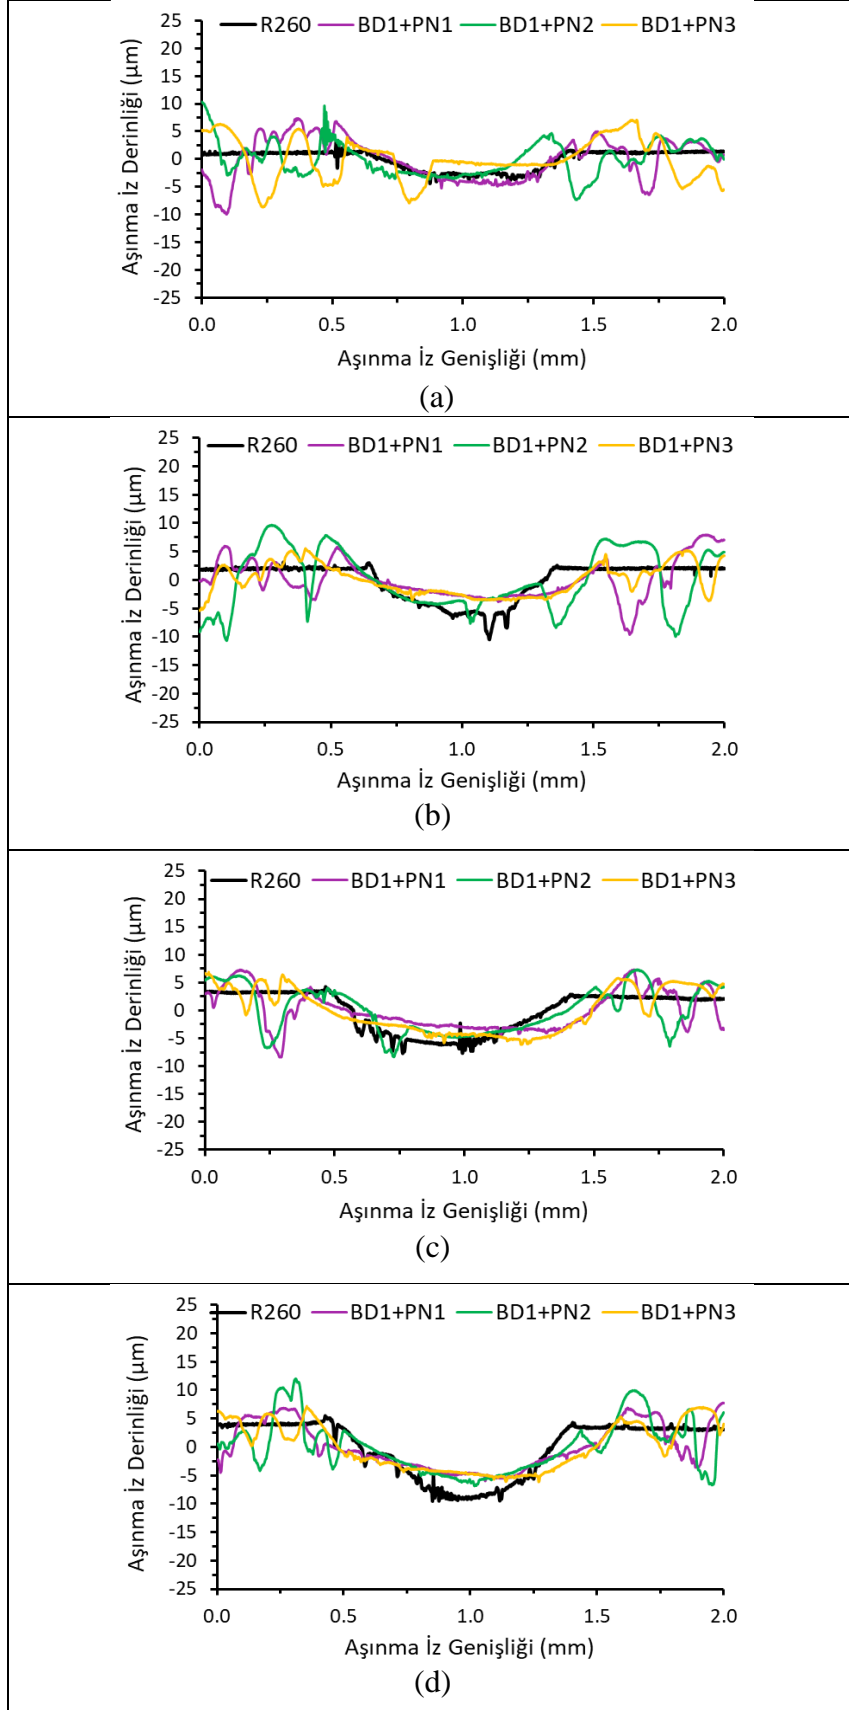 R260 BD1+PN1 BD1+PN2 BD1+PN3
Aşınma İz Derinliği (µm)
25
20
15
10
5
0
-5
-10
-15
-20
-25
0.0 0.5 1.0 1.5 2.0
Aşınma İz Genişliği (mm)
(a)
R260 BD1+PN1 BD1+PN2 BD1+PN3
Aşınma İz Derinliği (µm)
25
20
15
10
5
0
-5
-10
-15
-20
-25
0.0 0.5 1.0 1.5 2.0
Aşınma İz Genişliği (mm)
(b)
R260 BD1+PN1 BD1+PN2 BD1+PN3
Aşınma İz Derinliği (µm)
25
20
15
10
5
0
-5
-10
-15
-20
-25
0.0 0.5 1.0 1.5 2.0
Aşınma İz Genişliği (mm)
(c)
R260 BD1+PN1 BD1+PN2 BD1+PN3
Aşınma İz Derinliği (µm)
25
20
15
10
5
0
-5
-10
-15
-20
-25
0.0 0.5 1.0 1.5 2.0
Aşınma İz Genişliği (mm)
(d)